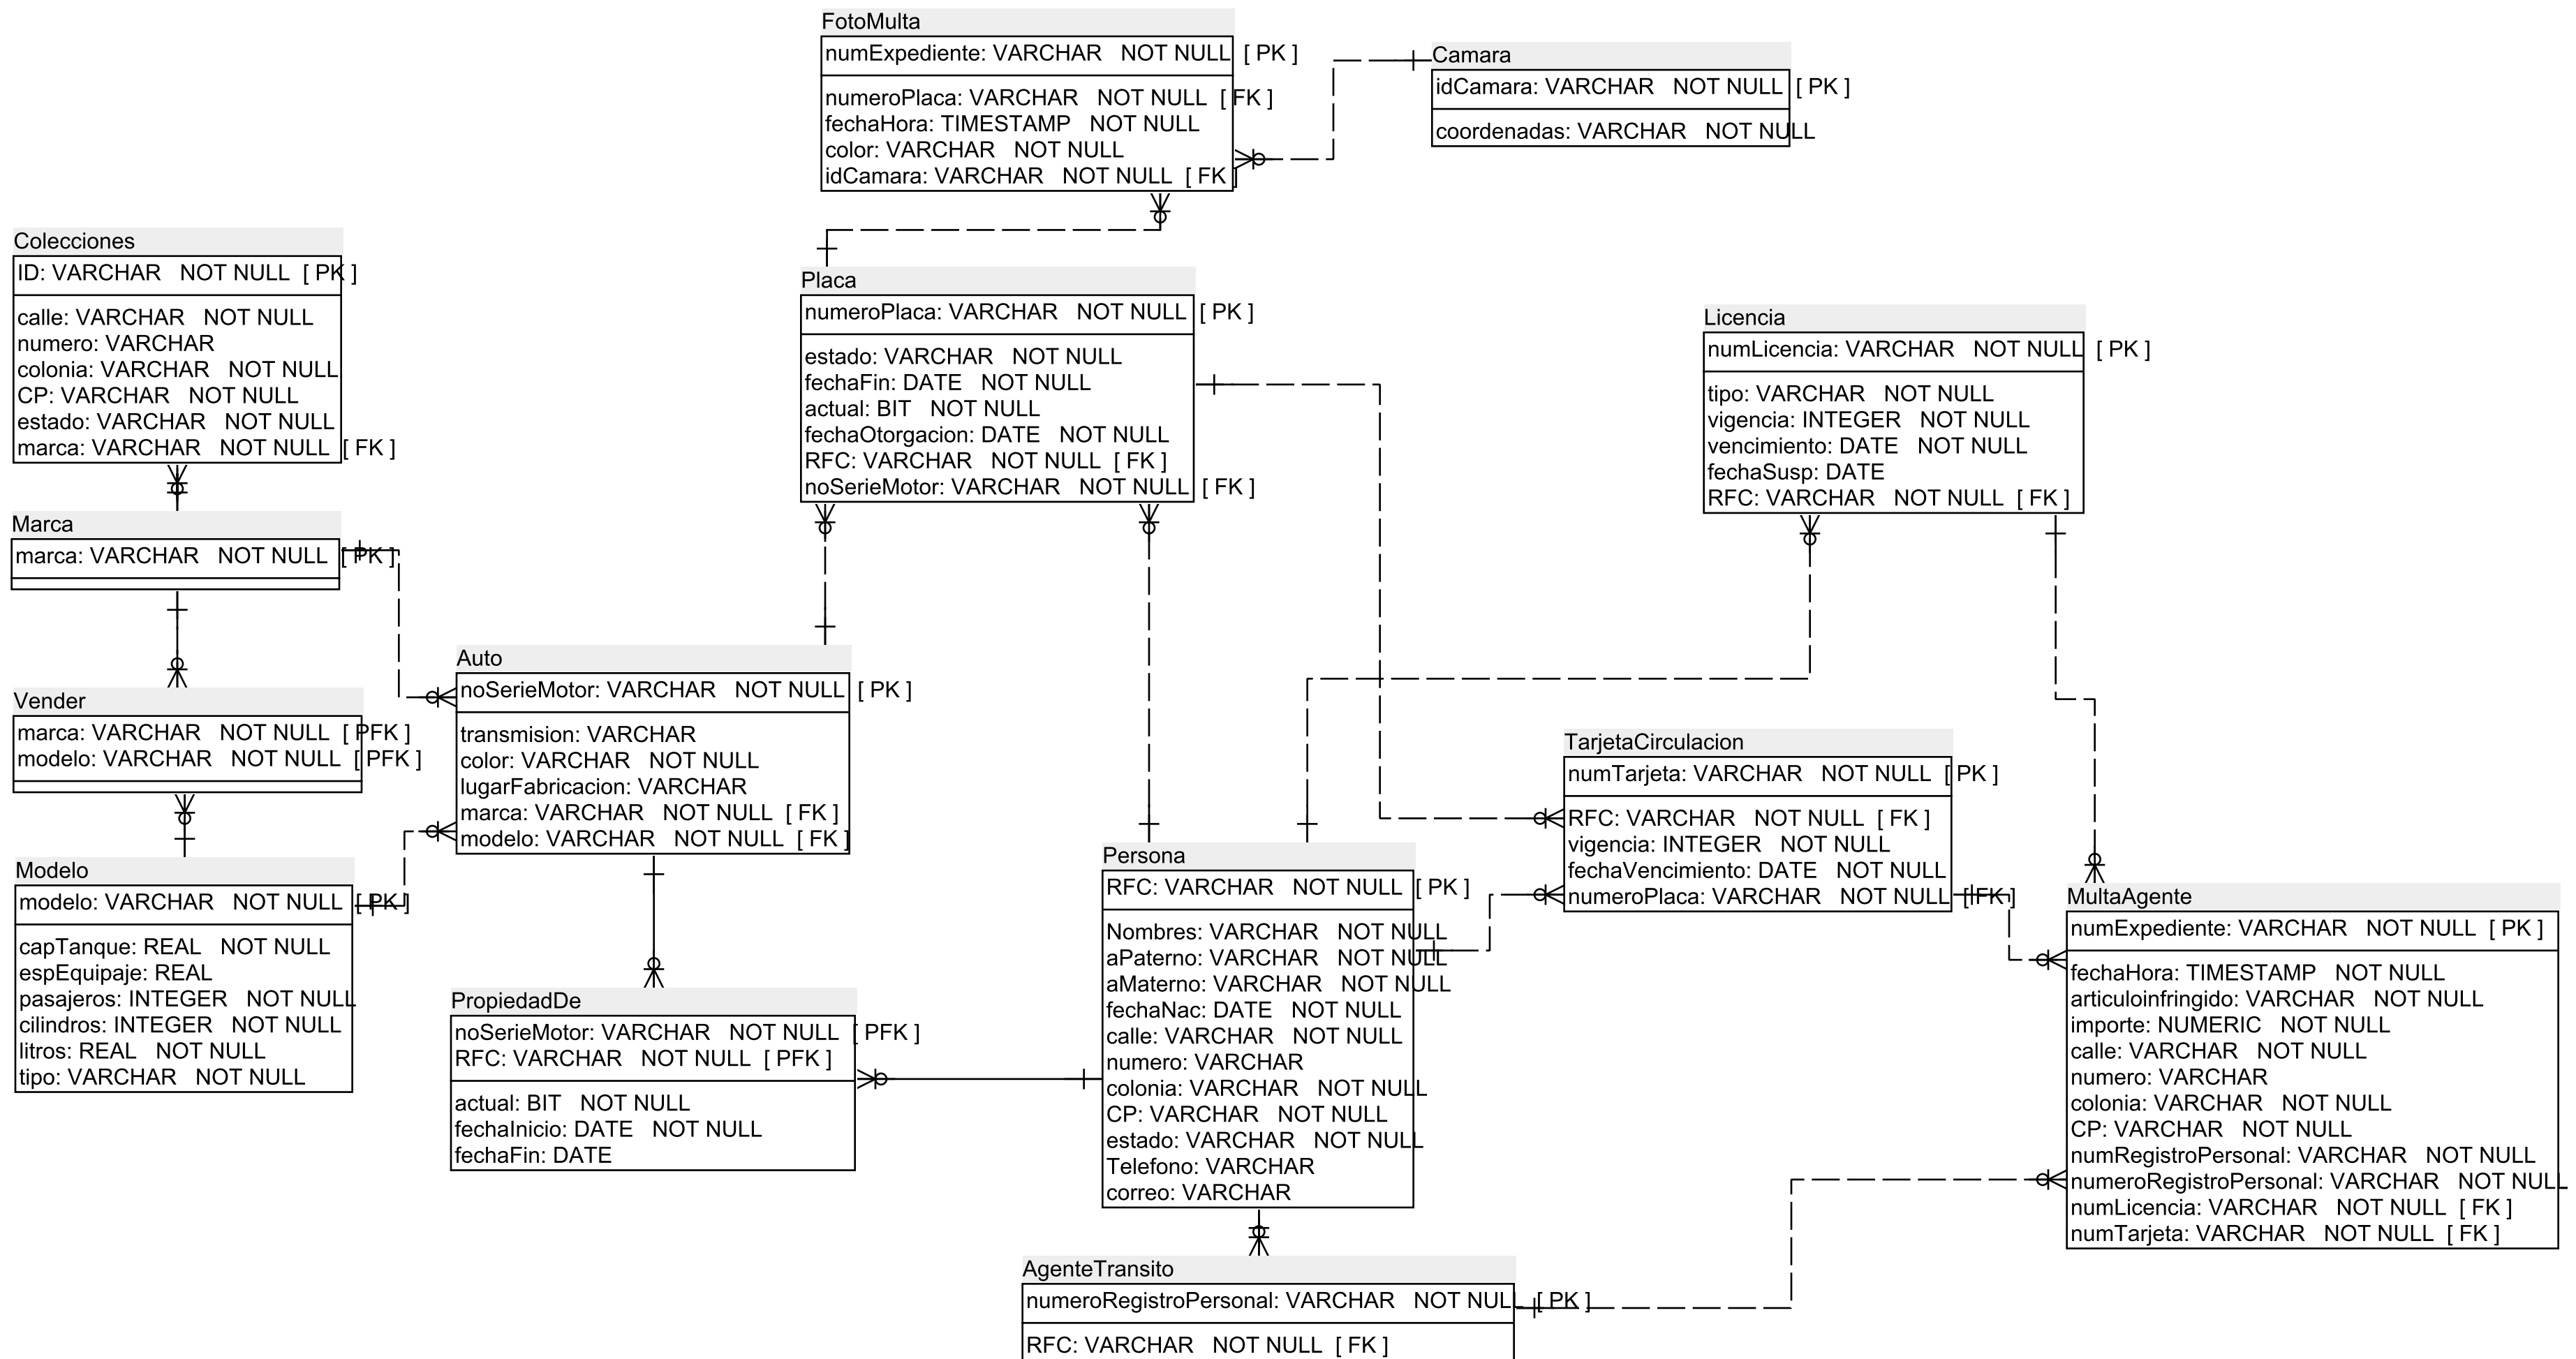 FotoMulta
numExpediente: VARCHAR NOT NULL [ PK ]
numeroPlaca: VARCHAR NOT NULL [ FK ]
fechaHora: TIMESTAMP NOT NULL
color: VARCHAR NOT NULL
idCamara: VARCHAR NOT NULL [ FK ]
Camara
idCamara: VARCHAR NOT NULL [ PK ]
coordenadas: VARCHAR NOT NULL
Colecciones
ID: VARCHAR NOT NULL [ PK ]
calle: VARCHAR NOT NULL
numero: VARCHAR
colonia: VARCHAR NOT NULL
CP: VARCHAR NOT NULL
estado: VARCHAR NOT NULL
marca: VARCHAR NOT NULL [ FK ]
Placa
numeroPlaca: VARCHAR NOT NULL [ PK ]
estado: VARCHAR NOT NULL
fechaFin: DATE NOT NULL
actual: BIT NOT NULL
fechaOtorgacion: DATE NOT NULL
RFC: VARCHAR NOT NULL [ FK ]
noSerieMotor: VARCHAR NOT NULL [ FK ]
Licencia
numLicencia: VARCHAR NOT NULL [ PK ]
tipo: VARCHAR NOT NULL
vigencia: INTEGER NOT NULL
vencimiento: DATE NOT NULL
fechaSusp: DATE
RFC: VARCHAR NOT NULL [ FK ]
Marca
marca: VARCHAR NOT NULL [ PK ]
Vender
marca: VARCHAR NOT NULL [ PFK ]
modelo: VARCHAR NOT NULL [ PFK ]
Auto
noSerieMotor: VARCHAR NOT NULL [ PK ]
transmision: VARCHAR
color: VARCHAR NOT NULL
lugarFabricacion: VARCHAR
marca: VARCHAR NOT NULL [ FK ]
modelo: VARCHAR NOT NULL [ FK ]
TarjetaCirculacion
numTarjeta: VARCHAR NOT NULL [ PK ]
RFC: VARCHAR NOT NULL [ FK ]
vigencia: INTEGER NOT NULL
fechaVencimiento: DATE NOT NULL
numeroPlaca: VARCHAR NOT NULL [ FK ]
Modelo
modelo: VARCHAR NOT NULL [ PK ]
capTanque: REAL NOT NULL
espEquipaje: REAL
pasajeros: INTEGER NOT NULL
cilindros: INTEGER NOT NULL
litros: REAL NOT NULL
tipo: VARCHAR NOT NULL
Persona
RFC: VARCHAR NOT NULL [ PK ]
Nombres: VARCHAR NOT NULL
aPaterno: VARCHAR NOT NULL
aMaterno: VARCHAR NOT NULL
fechaNac: DATE NOT NULL
calle: VARCHAR NOT NULL
numero: VARCHAR
colonia: VARCHAR NOT NULL
CP: VARCHAR NOT NULL
estado: VARCHAR NOT NULL
Telefono: VARCHAR
correo: VARCHAR
MultaAgente
numExpediente: VARCHAR NOT NULL [ PK ]
fechaHora: TIMESTAMP NOT NULL
articuloinfringido: VARCHAR NOT NULL
importe: NUMERIC NOT NULL
calle: VARCHAR NOT NULL
numero: VARCHAR
colonia: VARCHAR NOT NULL
CP: VARCHAR NOT NULL
numRegistroPersonal: VARCHAR NOT NULL
numeroRegistroPersonal: VARCHAR NOT NULL
numLicencia: VARCHAR NOT NULL [ FK ]
numTarjeta: VARCHAR NOT NULL [ FK ]
PropiedadDe
noSerieMotor: VARCHAR NOT NULL [ PFK ]
RFC: VARCHAR NOT NULL [ PFK ]
actual: BIT NOT NULL
fechaInicio: DATE NOT NULL
fechaFin: DATE
AgenteTransito
numeroRegistroPersonal: VARCHAR NOT NULL [ PK ]
RFC: VARCHAR NOT NULL [ FK ]